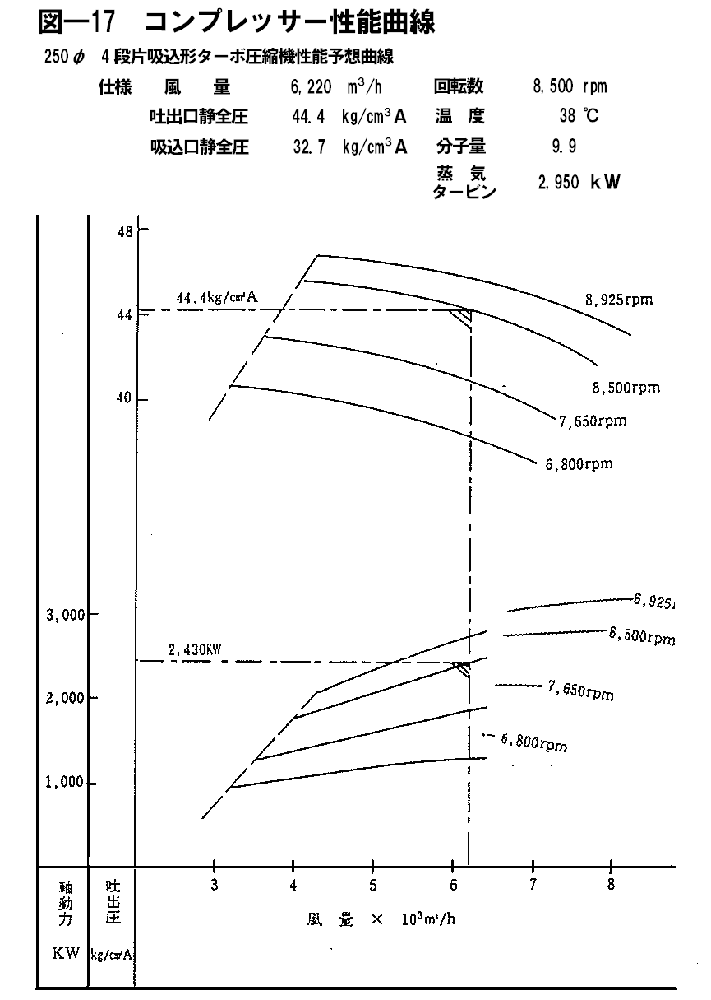 図―17 コンプレッサー性能曲線
250φ 4段片吸込形ターボ圧縮機性能予想曲線
仕様 風 量 6,220 m³/h 回転数 8,500 rpm
吐出口静全圧 44.4 kg/cm³A 温 度 38 ℃
吸込口静全圧 32.7 kg/cm³A 分子量 9.9
蒸 気
タービン 2,950 kW
48
44.4kg/cm²A
8,925rpm
44
8,500rpm
40
7,650rpm
6,800rpm
8,925r
3,000
8,500rpm
2,430KW
7,650rpm
2,000
6,800rpm
1,000
3 4 5 6 7 8
軸動力
吐出圧
風 量 × 10³m³/h
KW
kg/cm²A